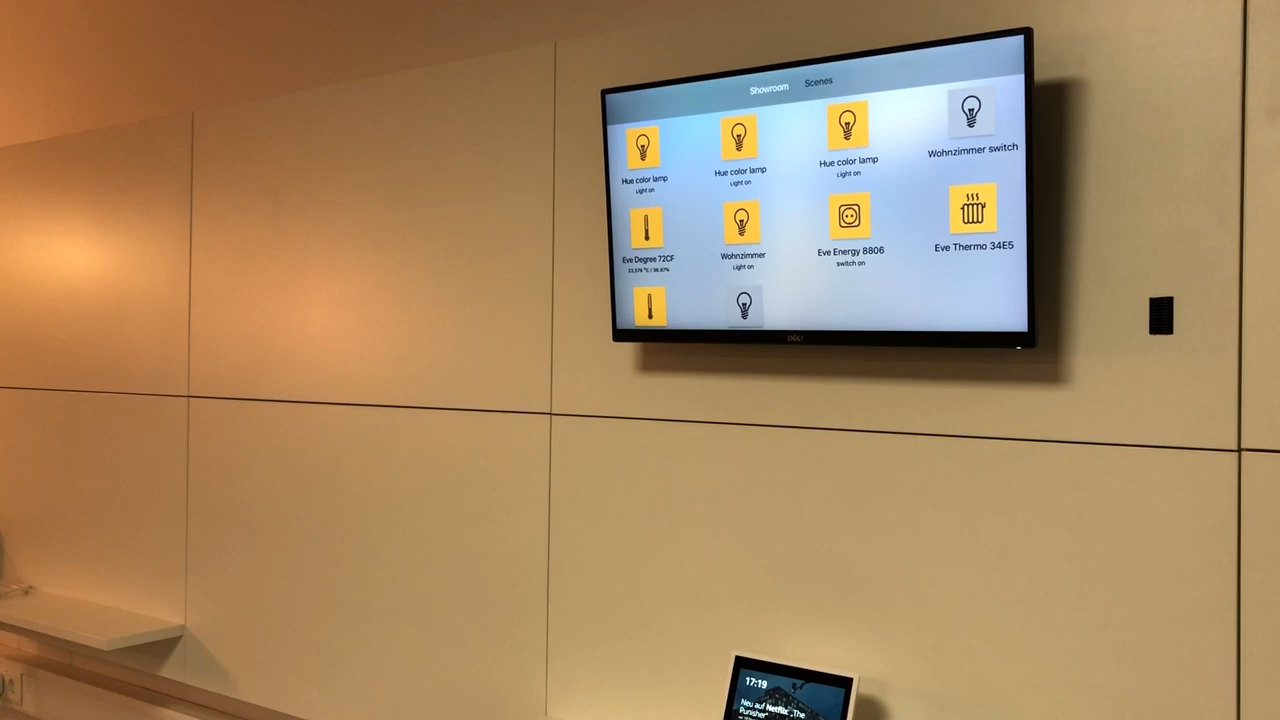 Showroom Scenes
Hue color lamp
Light on
Hue color lamp
Light on
Hue color lamp
Light on
Wohnzimmer switch
Eve Degree 72CF
Wohnzimmer
Light on
Eve Energy 8806
switch on
Eve Thermo 34E5
DELL
17:19
Neu auf Netflix: „The
Punisher"